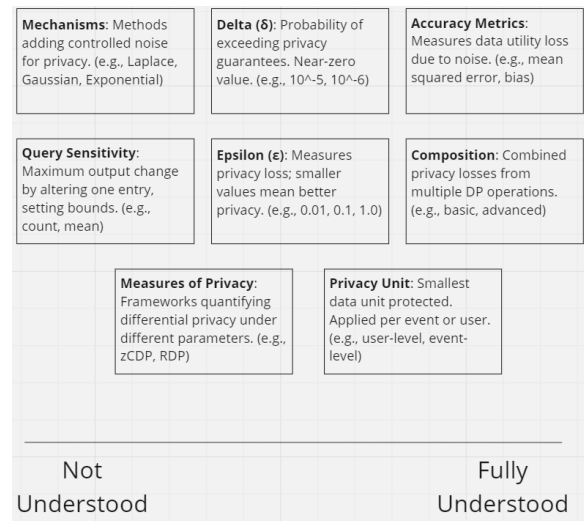 Mechanisms: Methods
adding controlled noise
for privacy. (e.g., Laplace,
Gaussian, Exponential)
Delta (δ): Probability of
exceeding privacy
guarantees. Near-zero
value. (e.g., 10^-5, 10^-6)
Accuracy Metrics:
Measures data utility loss
due to noise. (e.g., mean
squared error, bias)
Query Sensitivity:
Maximum output change
by altering one entry,
setting bounds. (e.g.,
count, mean)
Epsilon (ε): Measures
privacy loss; smaller
values mean better
privacy. (e.g., 0.01, 0.1, 1.0)
Composition: Combined
privacy losses from
multiple DP operations.
(e.g., basic, advanced)
Measures of Privacy:
Frameworks quantifying
differential privacy under
different parameters. (e.g.,
zCDP, RDP)
Privacy Unit: Smallest
data unit protected.
Applied per event or user.
(e.g., user-level, event-
level)
Not
Understood
Fully
Understood